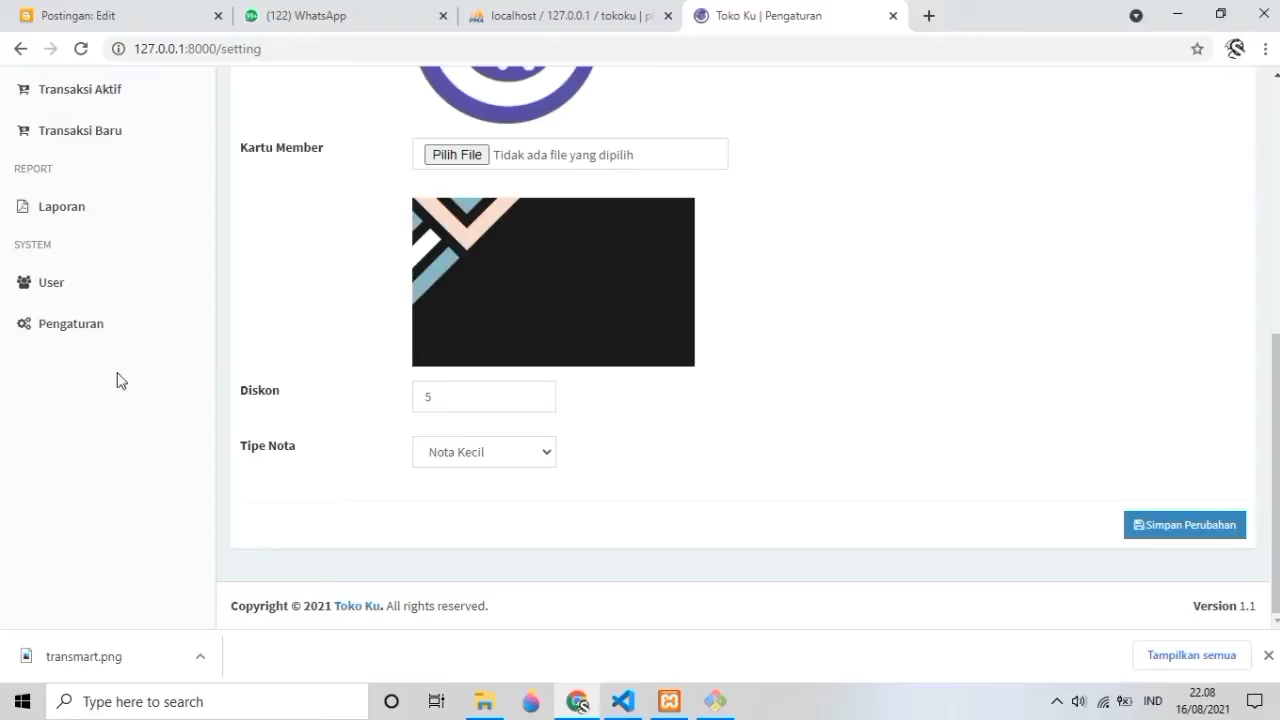 Postingan: Edit
(122) WhatsApp
localhost / 127.0.0.1 / tokoku | pl
Toko Ku | Pengaturan
127.0.0.1:8000/setting
Transaksi Aktif
Transaksi Baru
REPORT
Laporan
SYSTEM
User
Pengaturan
Kartu Member
Pilih File Tidak ada file yang dipilih
Diskon
5
Tipe Nota
Nota Kecil
Simpan Perubahan
Copyright © 2021 Toko Ku. All rights reserved.
Version 1.1
transmart.png
Tampilkan semua
Type here to search
IND
22.08
16/08/2021